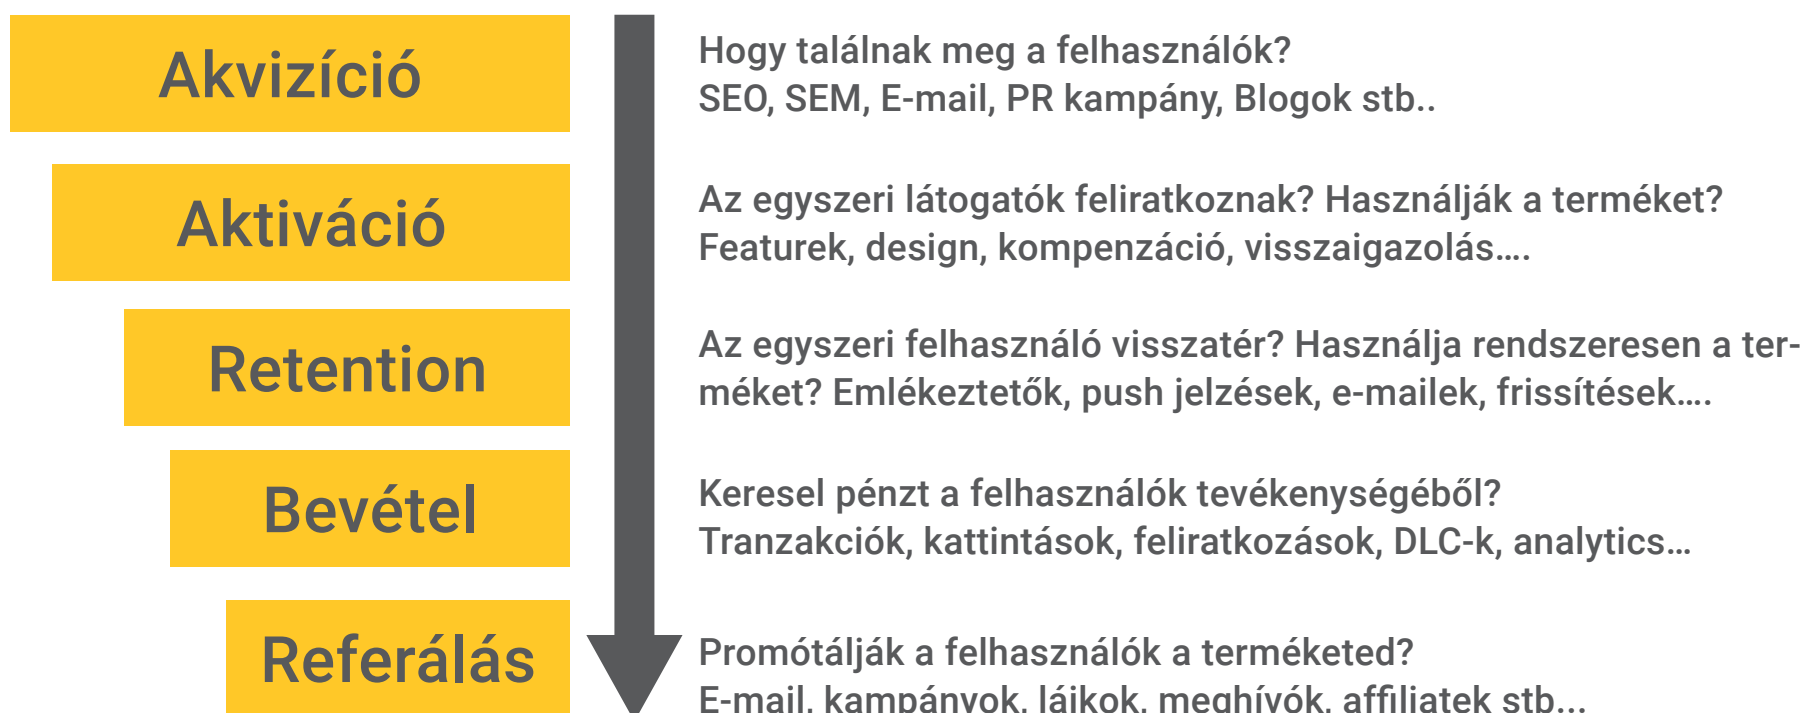 Akvizíció
Hogy találnak meg a felhasználók?
SEO, SEM, E-mail, PR kampány, Blogok stb..
Aktiváció
Az egyszeri látogatók feliratkoznak? Használják a terméket?
Featurek, design, kompenzáció, visszaigazolás....
Retention
Az egyszeri felhasználó visszatér? Használja rendszeresen a ter-
méket? Emlékeztetők, push jelzések, e-mailek, frissítések....
Bevétel
Keresel pénzt a felhasználók tevékenységéből?
Tranzakciók, kattintások, feliratkozások, DLC-k, analytics...
Referálás
Promótálják a felhasználók a terméketed?
E-mail, kampányok, lájkok, meghívók, affiliatek stb...